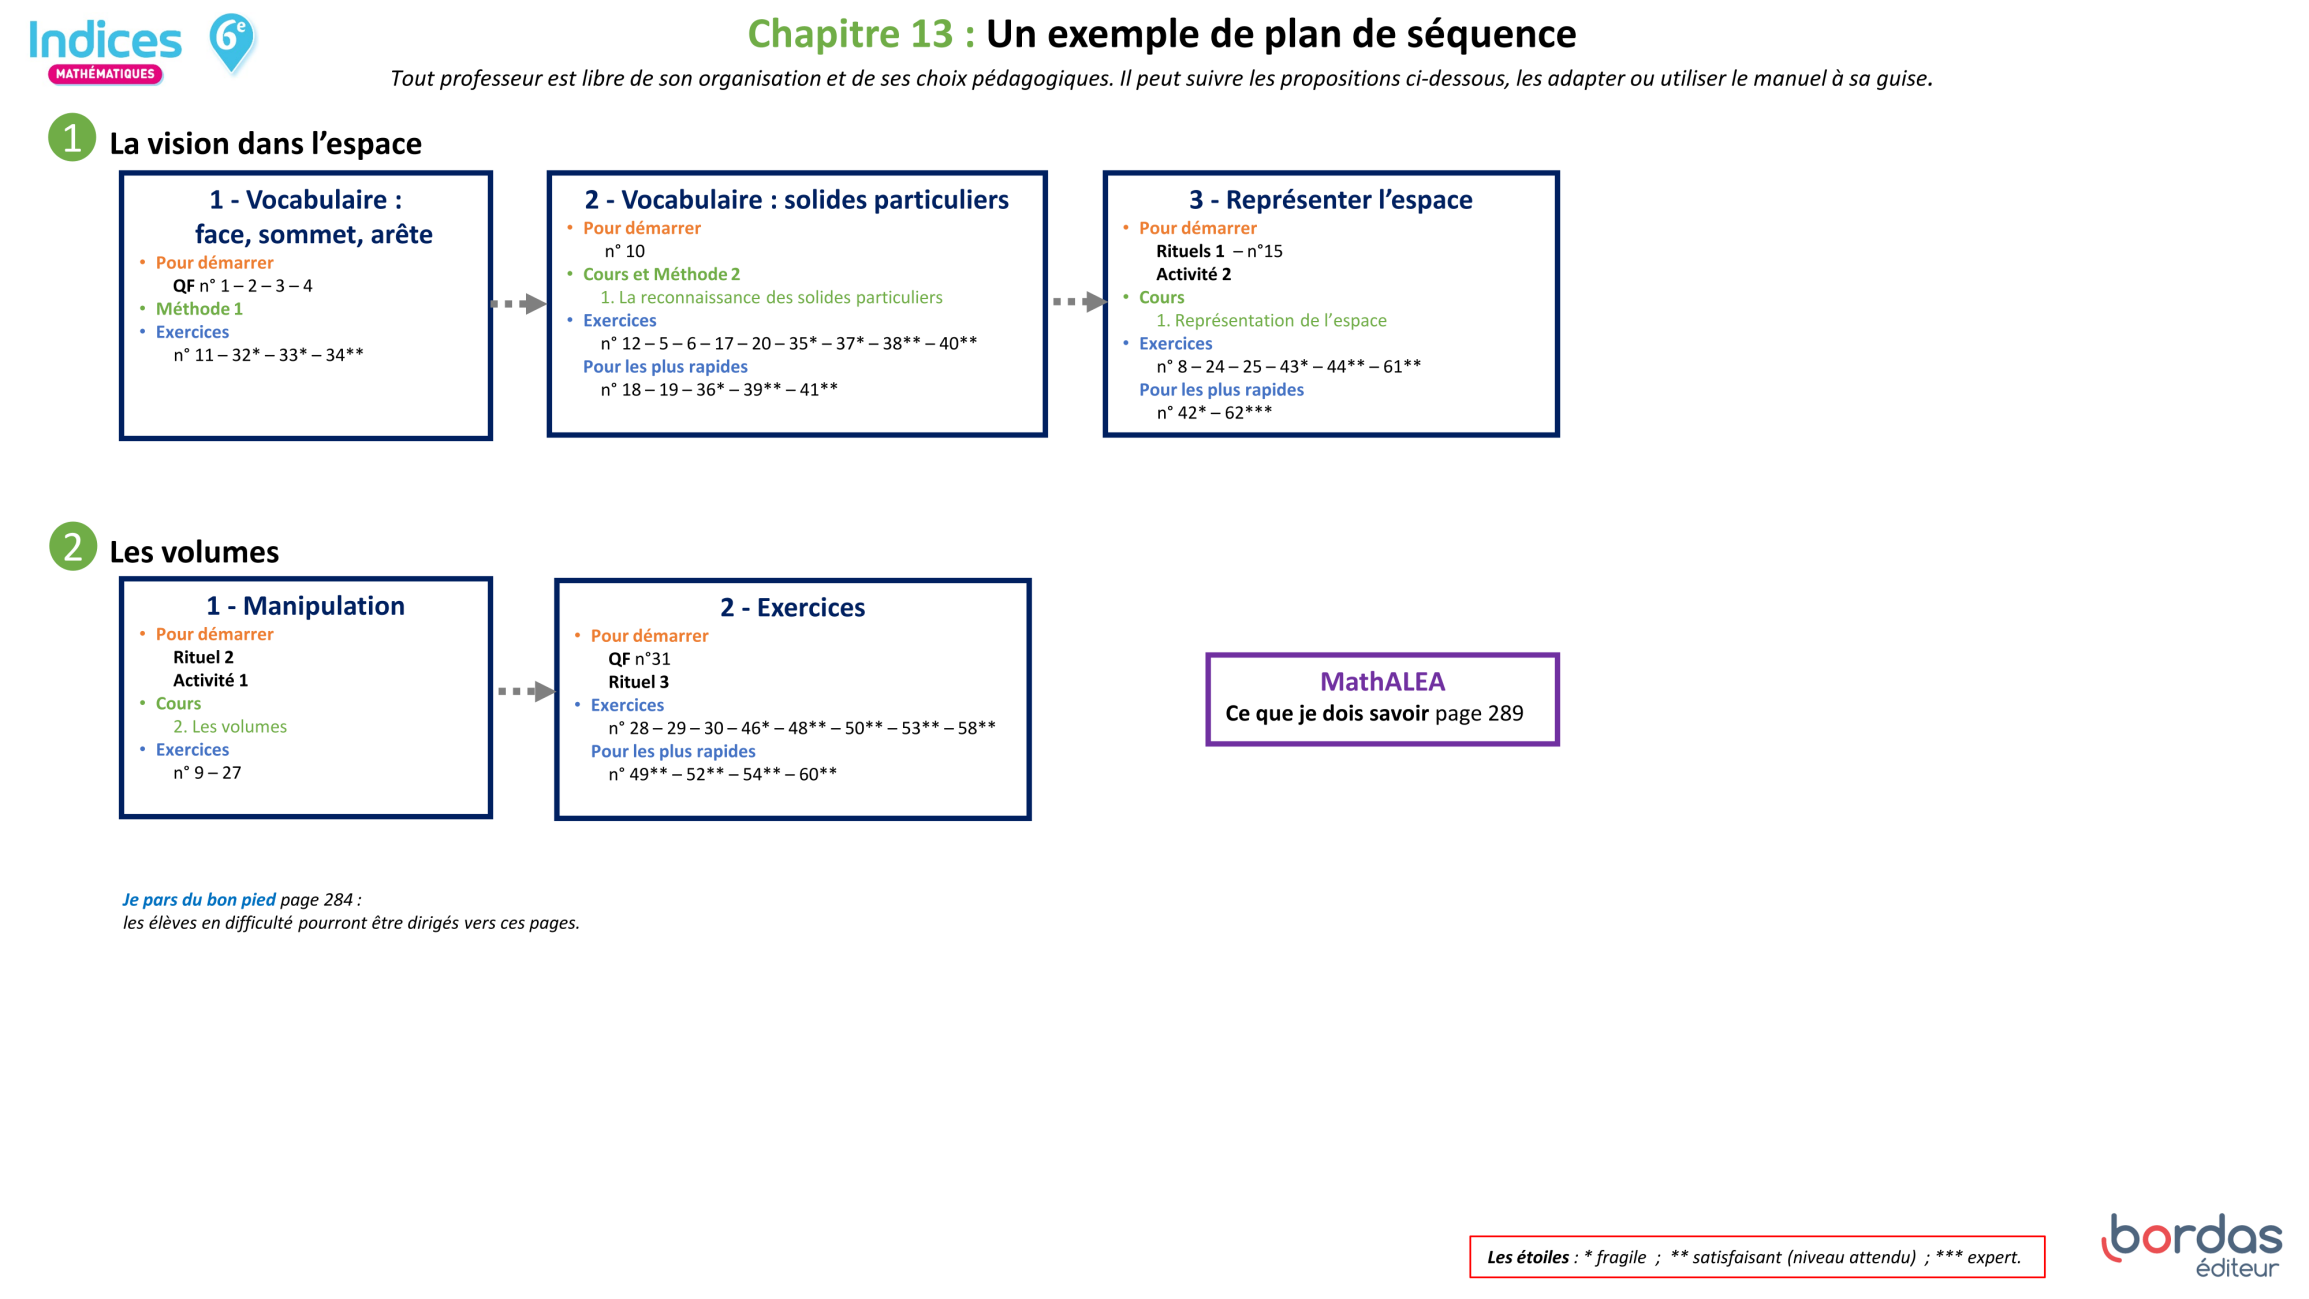 Indices
MATHÉMATIQUES
6e
Chapitre 13 : Un exemple de plan de séquence
Tout professeur est libre de son organisation et de ses choix pédagogiques. Il peut suivre les propositions ci-dessous, les adapter ou utiliser le manuel à sa guise.
1 La vision dans l’espace
1 - Vocabulaire :
face, sommet, arête
• Pour démarrer
QF n° 1 – 2 – 3 – 4
• Méthode 1
• Exercices
n° 11 – 32* – 33* – 34**
2 - Vocabulaire : solides particuliers
• Pour démarrer
n° 10
• Cours et Méthode 2
1. La reconnaissance des solides particuliers
• Exercices
n° 12 – 5 – 6 – 17 – 20 – 35* – 37* – 38** – 40**
Pour les plus rapides
n° 18 – 19 – 36* – 39** – 41**
3 - Représenter l’espace
• Pour démarrer
Rituels 1 – n°15
Activité 2
• Cours
1. Représentation de l’espace
• Exercices
n° 8 – 24 – 25 – 43* – 44** – 61**
Pour les plus rapides
n° 42* – 62***
2 Les volumes
1 - Manipulation
• Pour démarrer
Rituel 2
Activité 1
• Cours
2. Les volumes
• Exercices
n° 9 – 27
2 - Exercices
• Pour démarrer
QF n°31
Rituel 3
• Exercices
n° 28 – 29 – 30 – 46* – 48** – 50** – 53** – 58**
Pour les plus rapides
n° 49** – 52** – 54** – 60**
MathALEA
Ce que je dois savoir page 289
Je pars du bon pied page 284 :
les élèves en difficulté pourront être dirigés vers ces pages.
Les étoiles : * fragile ; ** satisfaisant (niveau attendu) ; *** expert.
bordas
éditeur